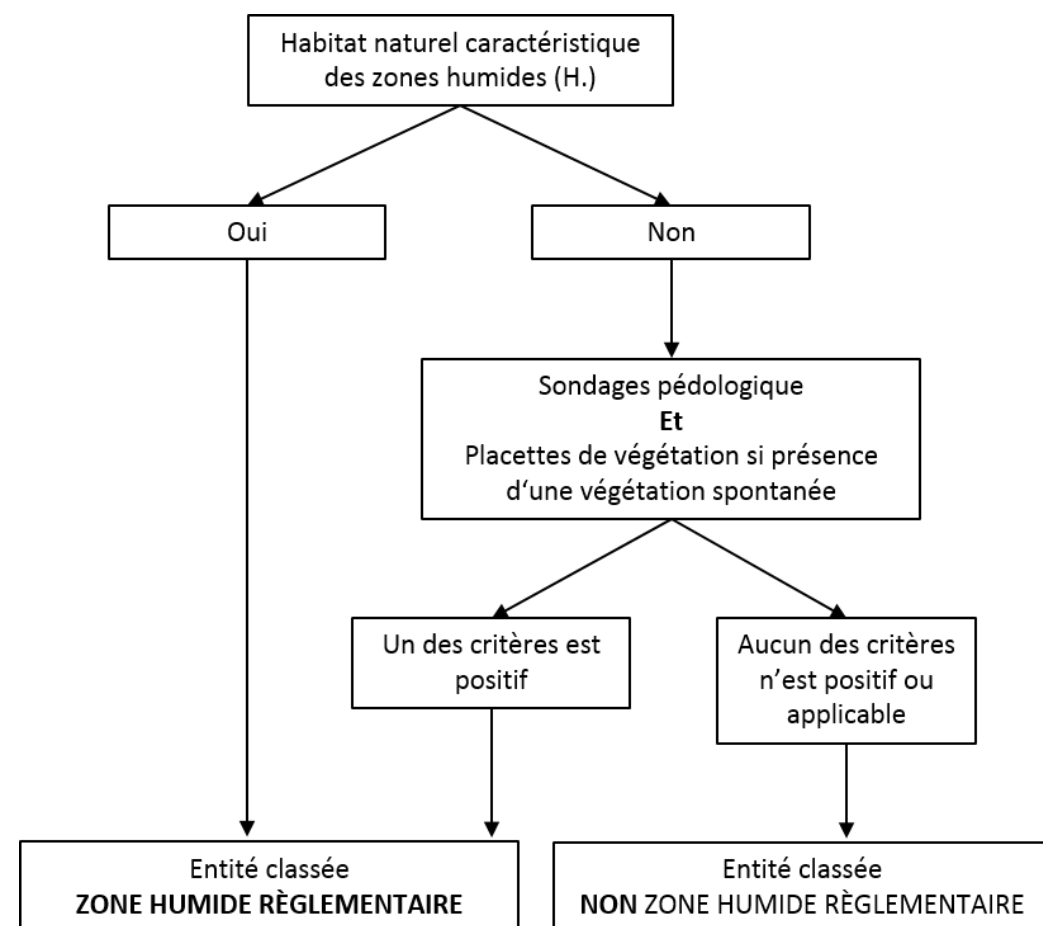 Habitat naturel caractéristique
des zones humides (H.)
Oui
Non
Sondages pédologique
Et
Placettes de végétation si présence
d‘une végétation spontanée
Un des critères est
positif
Aucun des critères
n’est positif ou
applicable
Entité classée
ZONE HUMIDE RÈGLEMENTAIRE
Entité classée
NON ZONE HUMIDE RÈGLEMENTAIRE